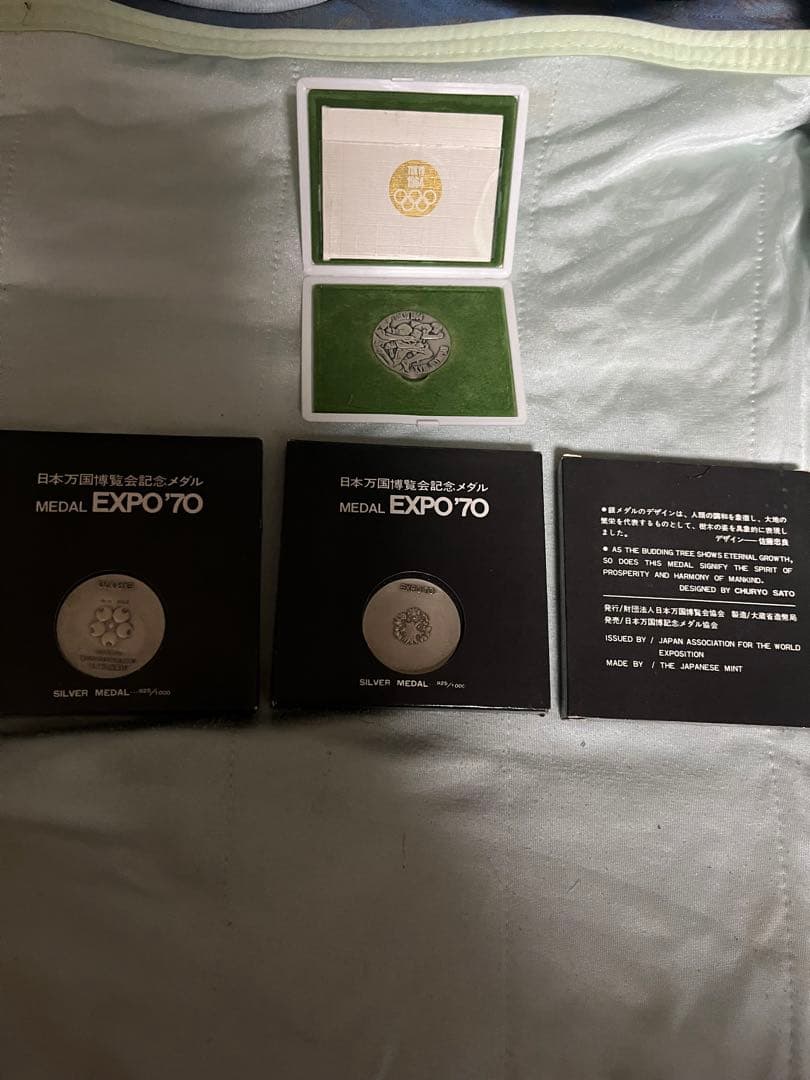 TOKYO
1964
日本万国博覧会記念メダル
MEDAL EXPO'70
SILVER MEDAL...925/1000
日本万国博覧会記念メダル
MEDAL EXPO'70
EXPO'70
SILVER MEDAL...925/1000
●銀メダルのデザインは、人類の調和を象徴し、大地の
繁栄を代表するものとして、樹木の姿を具象的に表現し
ました。
デザイン──佐藤忠良
● AS THE BUDDING TREE SHOWS ETERNAL GROWTH,
SO DOES THIS MEDAL SIGNIFY THE SPIRIT OF
PROSPERITY AND HARMONY OF MANKIND.
DESIGNED BY CHURYO SATO
発行/財団法人日本万国博覧会協会 製造/大蔵省造幣局
発売/日本万国博記念メダル協会
ISSUED BY / JAPAN ASSOCIATION FOR THE WORLD
EXPOSITION
MADE BY / THE JAPANESE MINT